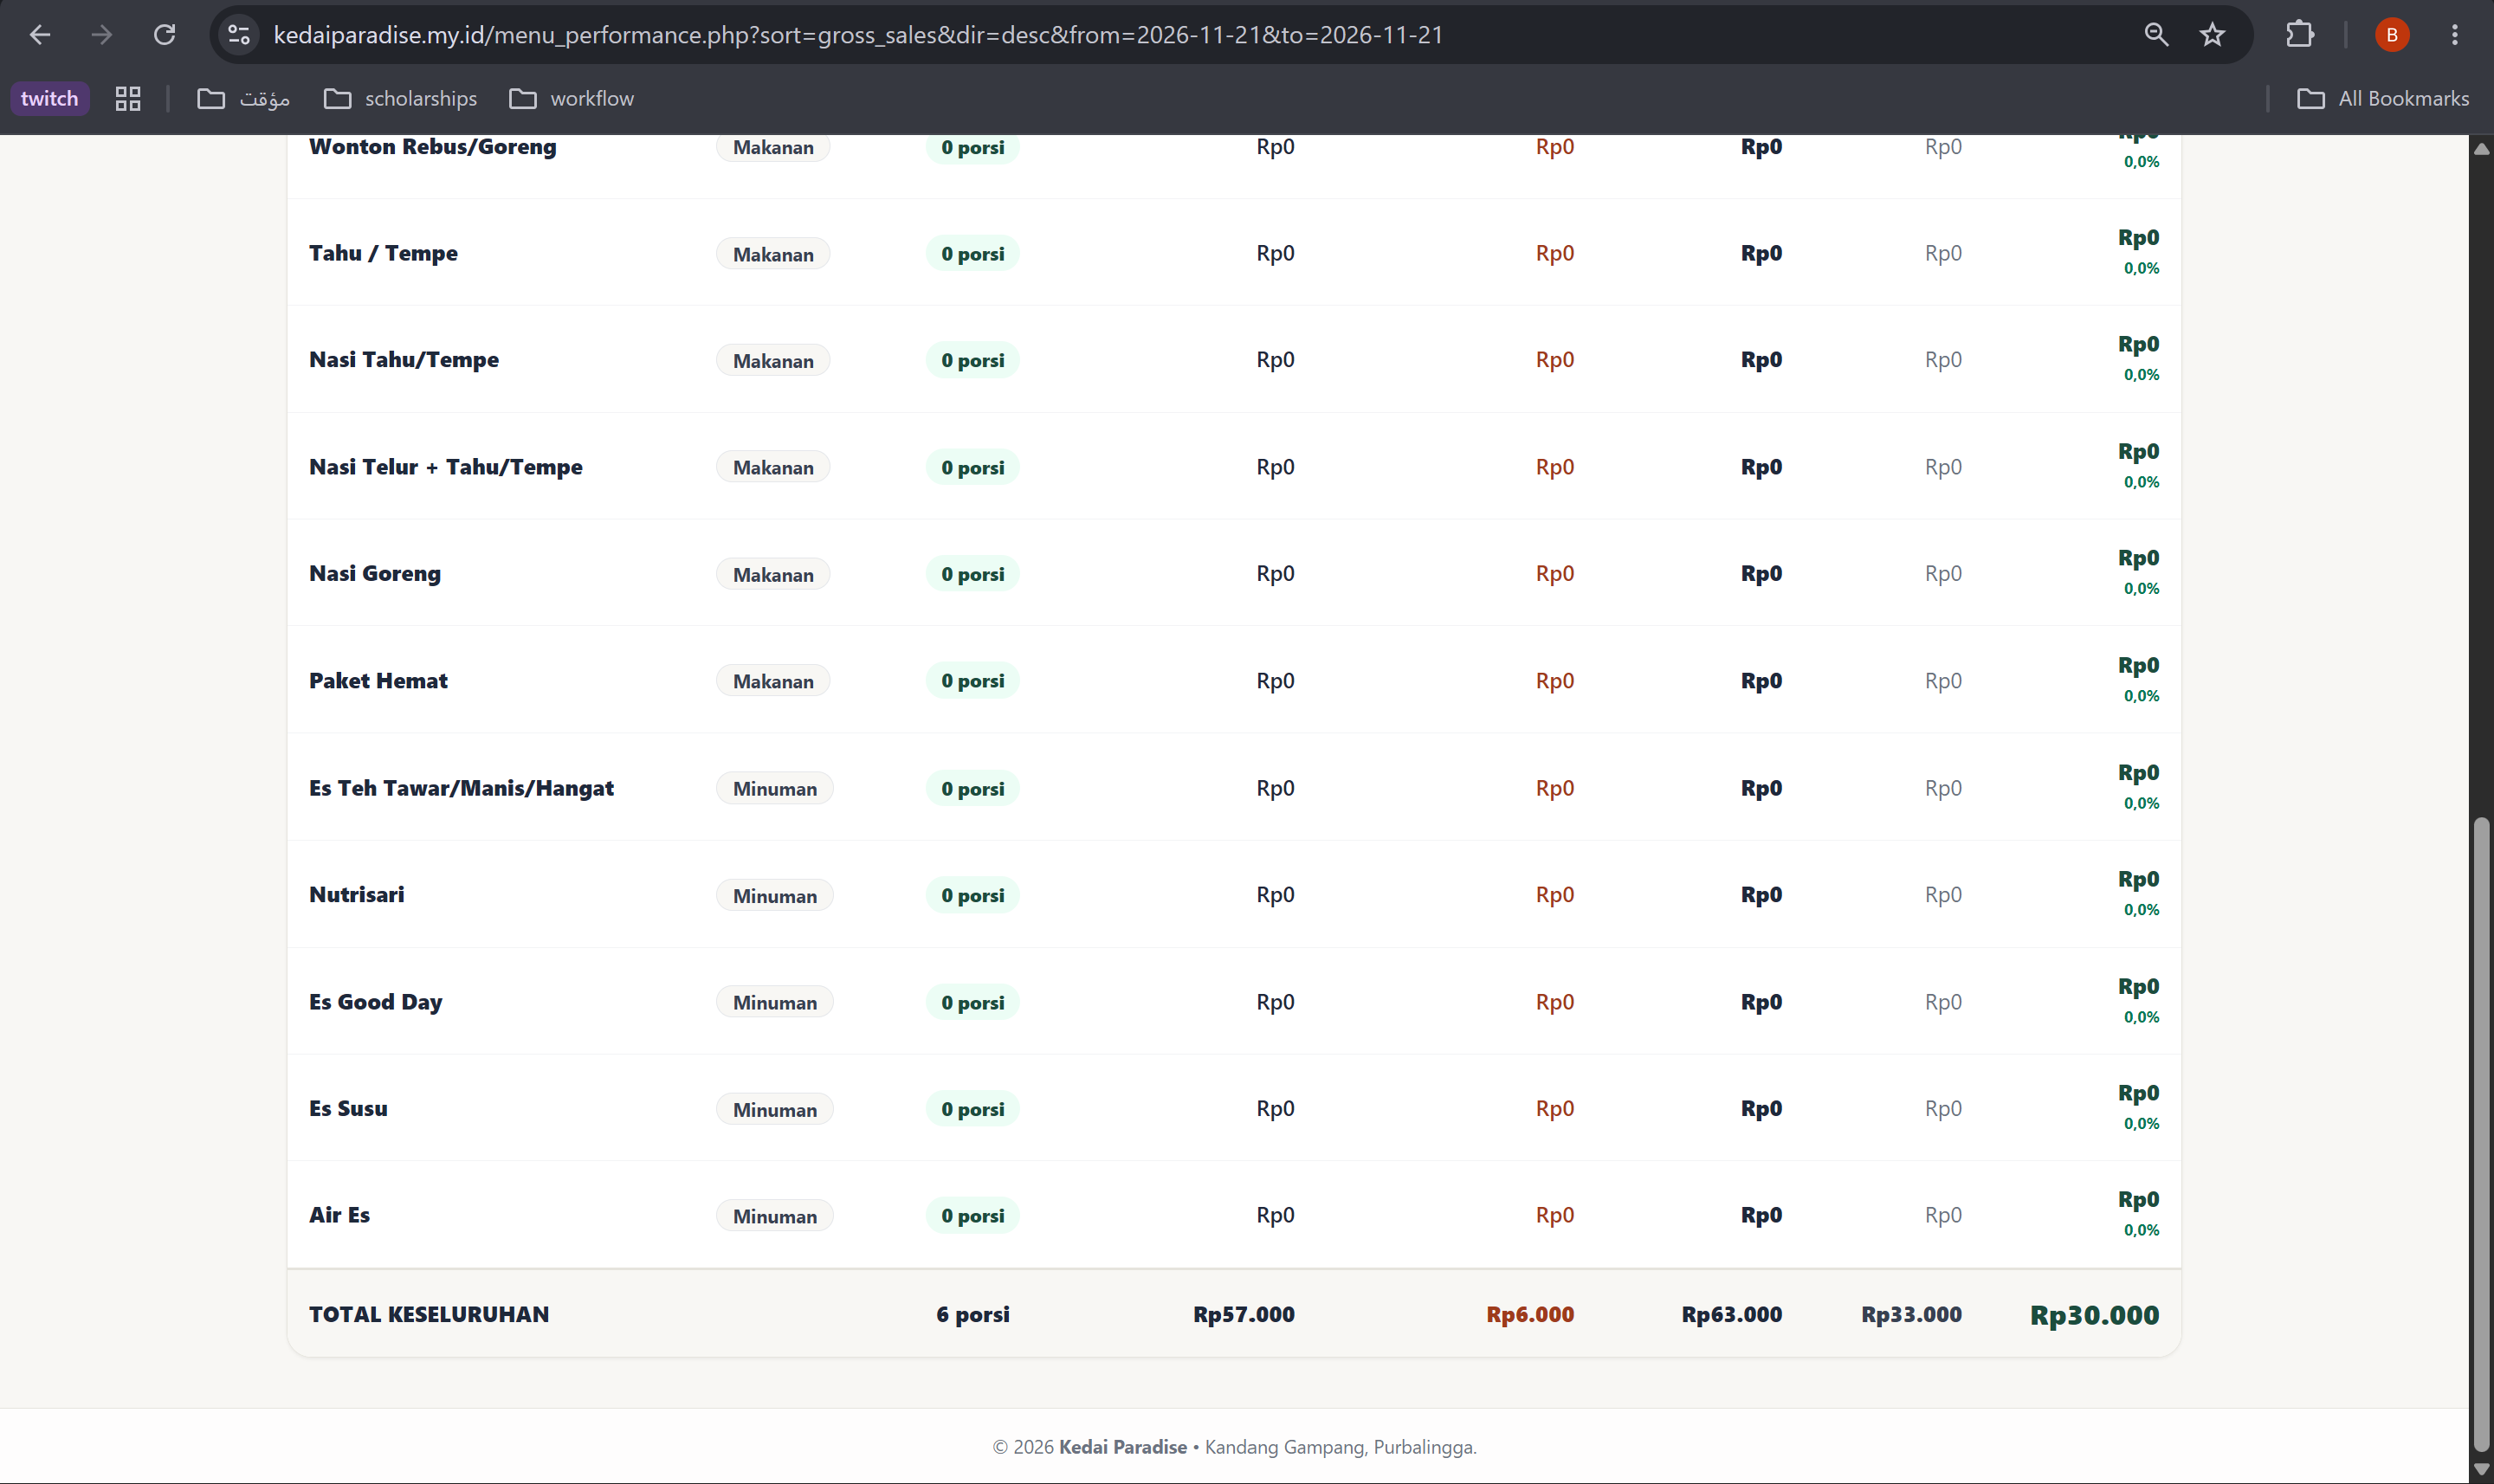 kedaiparadise.my.id/menu_performance.php?sort=gross_sales&dir=desc&from=2026-11-21&to=2026-11-21
B
twitch مؤقت scholarships workflow All Bookmarks
Wonton Rebus/Goreng Makanan 0 porsi Rp0 Rp0 Rp0 Rp0 Rp0
0,0%
Tahu / Tempe Makanan 0 porsi Rp0 Rp0 Rp0 Rp0 Rp0
0,0%
Nasi Tahu/Tempe Makanan 0 porsi Rp0 Rp0 Rp0 Rp0 Rp0
0,0%
Nasi Telur + Tahu/Tempe Makanan 0 porsi Rp0 Rp0 Rp0 Rp0 Rp0
0,0%
Nasi Goreng Makanan 0 porsi Rp0 Rp0 Rp0 Rp0 Rp0
0,0%
Paket Hemat Makanan 0 porsi Rp0 Rp0 Rp0 Rp0 Rp0
0,0%
Es Teh Tawar/Manis/Hangat Minuman 0 porsi Rp0 Rp0 Rp0 Rp0 Rp0
0,0%
Nutrisari Minuman 0 porsi Rp0 Rp0 Rp0 Rp0 Rp0
0,0%
Es Good Day Minuman 0 porsi Rp0 Rp0 Rp0 Rp0 Rp0
0,0%
Es Susu Minuman 0 porsi Rp0 Rp0 Rp0 Rp0 Rp0
0,0%
Air Es Minuman 0 porsi Rp0 Rp0 Rp0 Rp0 Rp0
0,0%
TOTAL KESELURUHAN 6 porsi Rp57.000 Rp6.000 Rp63.000 Rp33.000 Rp30.000
© 2026 Kedai Paradise • Kandang Gampang, Purbalingga.